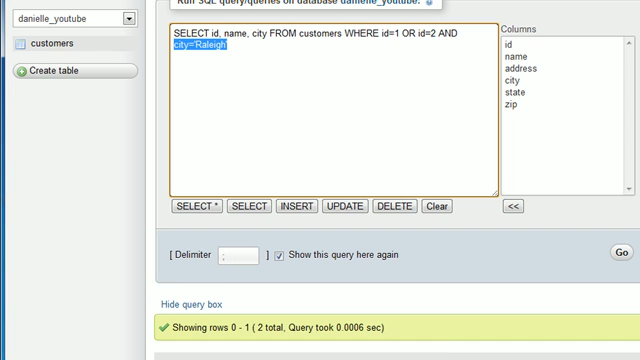 Run SQL query/queries on database danielle_youtube:
danielle_youtube
customers
Create table
SELECT id, name, city FROM customers WHERE id=1 OR id=2 AND
city='Raleigh'
Columns
id
name
address
city
state
zip
SELECT * SELECT INSERT UPDATE DELETE Clear <<
[ Delimiter ; ] Show this query here again Go
Hide query box
Showing rows 0 - 1 ( 2 total, Query took 0.0006 sec)